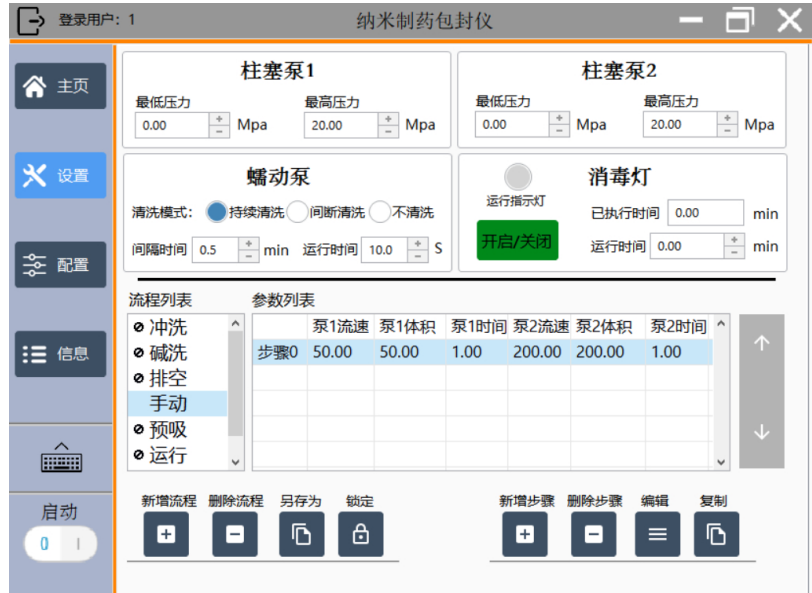 登录用户: 1
纳米制药包封仪
主页
设置
配置
信息
启动
0 I
柱塞泵1
最低压力 最高压力
0.00 Mpa 20.00 Mpa
柱塞泵2
最低压力 最高压力
0.00 Mpa 20.00 Mpa
蠕动泵
清洗模式: 持续清洗 间断清洗 不清洗
间隔时间 0.5 min 运行时间 10.0 S
消毒灯
运行指示灯
开启/关闭
已执行时间 0.00 min
运行时间 0.00 min
流程列表
冲洗
碱洗
排空
手动
预吸
运行
参数列表
泵1流速 泵1体积 泵1时间 泵2流速 泵2体积 泵2时间
步骤0 50.00 50.00 1.00 200.00 200.00 1.00
新增流程 删除流程 另存为 锁定
新增步骤 删除步骤 编辑 复制